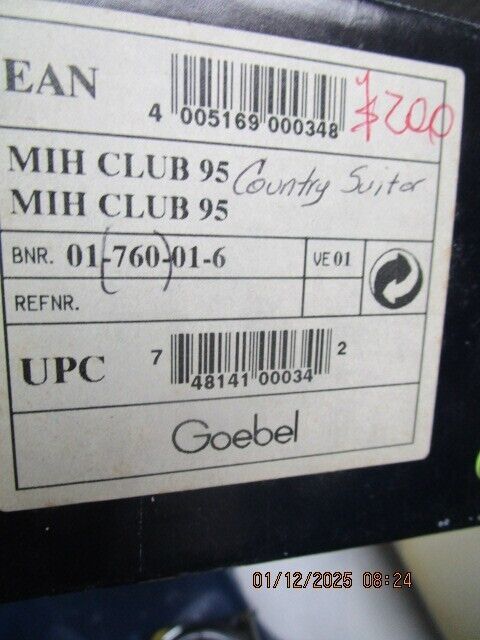 EAN
4 005169 000348
$200
MIH CLUB 95 Country Suitor
MIH CLUB 95
BNR. 01-(760)-01-6
VE 01
REFNR.
UPC
7 48141 00034 2
Goebel
01/12/2025 08:24